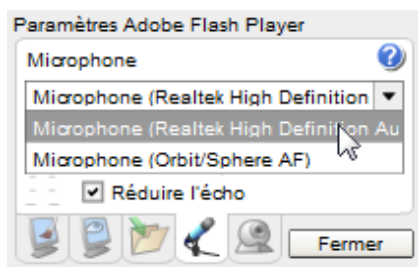 Paramètres Adobe Flash Player
Microphone
?
Microphone (Realtek High Definition
Microphone (Realtek High Definition Au
Microphone (Orbit/Sphere AF)
Réduire l'écho
Fermer